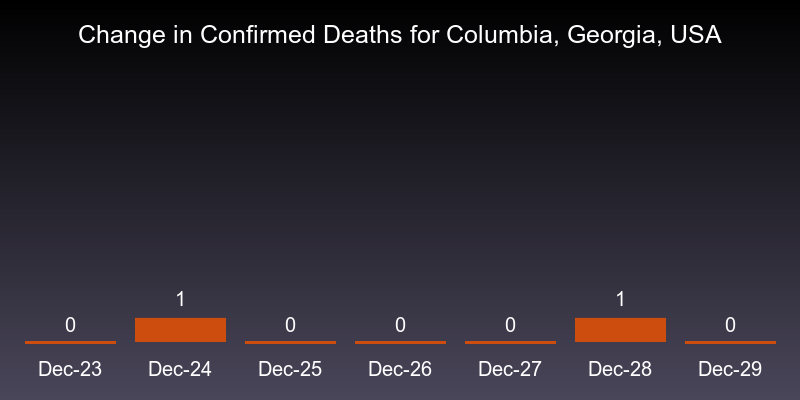 Change in Confirmed Deaths for Columbia, Georgia, USA
0 1 0 0 0 1 0
Dec-23 Dec-24 Dec-25 Dec-26 Dec-27 Dec-28 Dec-29